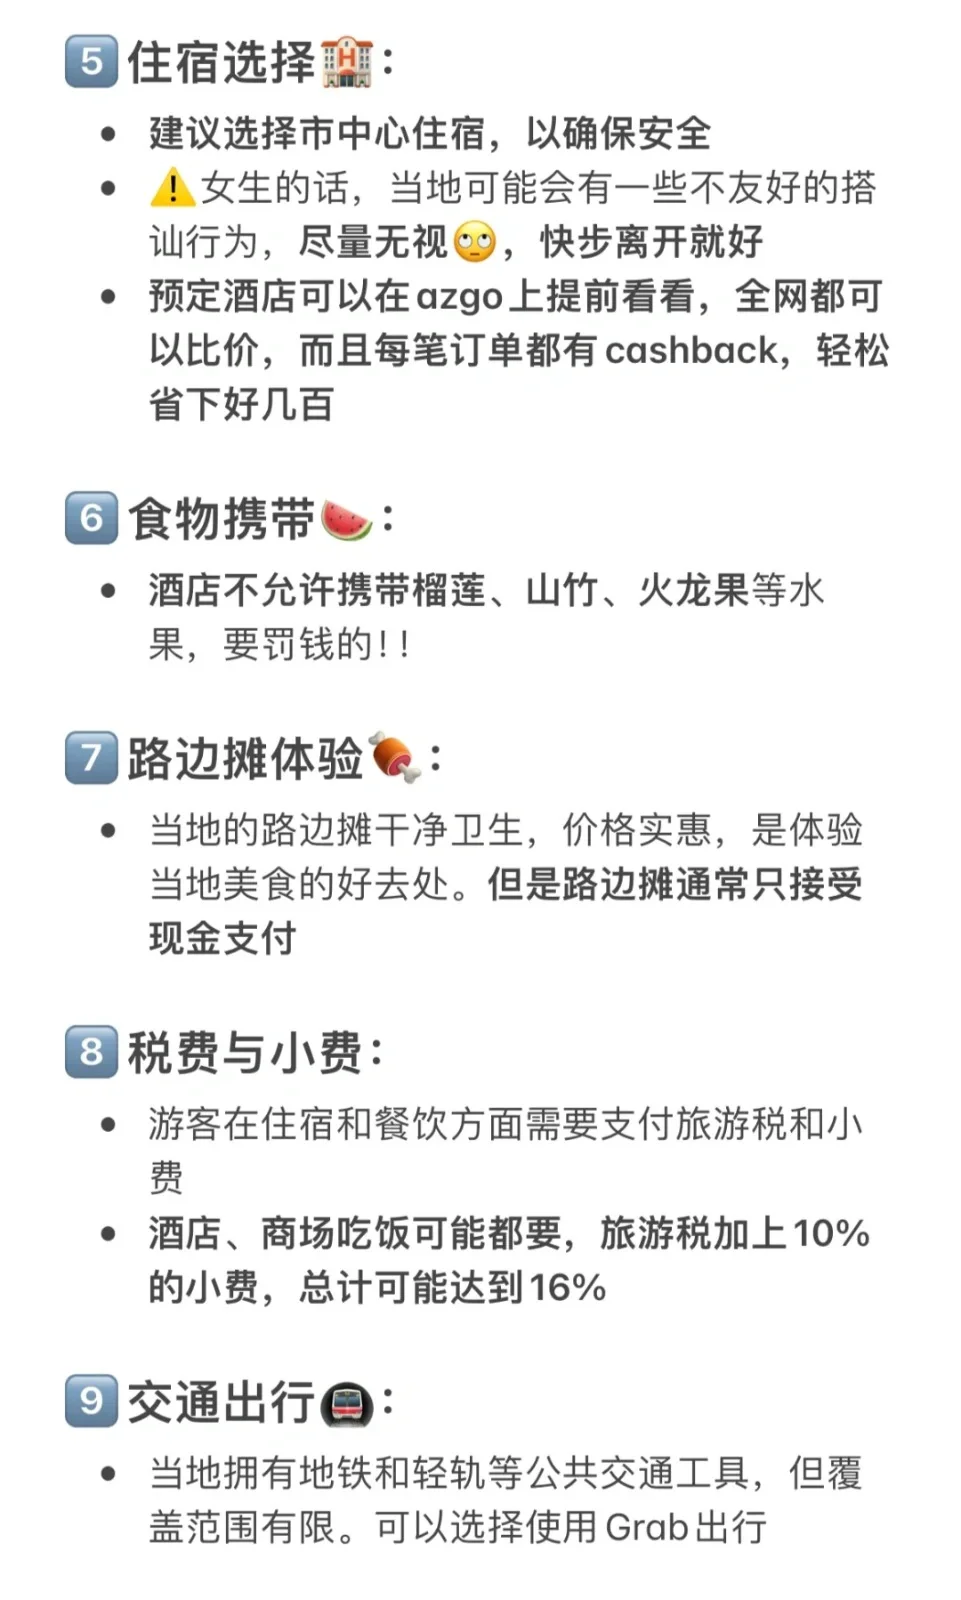 5️⃣住宿选择🏨：
• 建议选择市中心住宿，以确保安全
• ⚠️女生的话，当地可能会有一些不友好的搭
讪行为，尽量无视🙄，快步离开就好
• 预定酒店可以在azgo上提前看看，全网都可
以比价，而且每笔订单都有cashback，轻松
省下好几百
6️⃣食物携带🍉：
• 酒店不允许携带榴莲、山竹、火龙果等水
果，要罚钱的！！
7️⃣路边摊体验🍖：
• 当地的路边摊干净卫生，价格实惠，是体验
当地美食的好去处。但是路边摊通常只接受
现金支付
8️⃣税费与小费：
• 游客在住宿和餐饮方面需要支付旅游税和小
费
• 酒店、商场吃饭可能都要，旅游税加上10%
的小费，总计可能达到16%
9️⃣交通出行🚇：
• 当地拥有地铁和轻轨等公共交通工具，但覆
盖范围有限。可以选择使用Grab出行